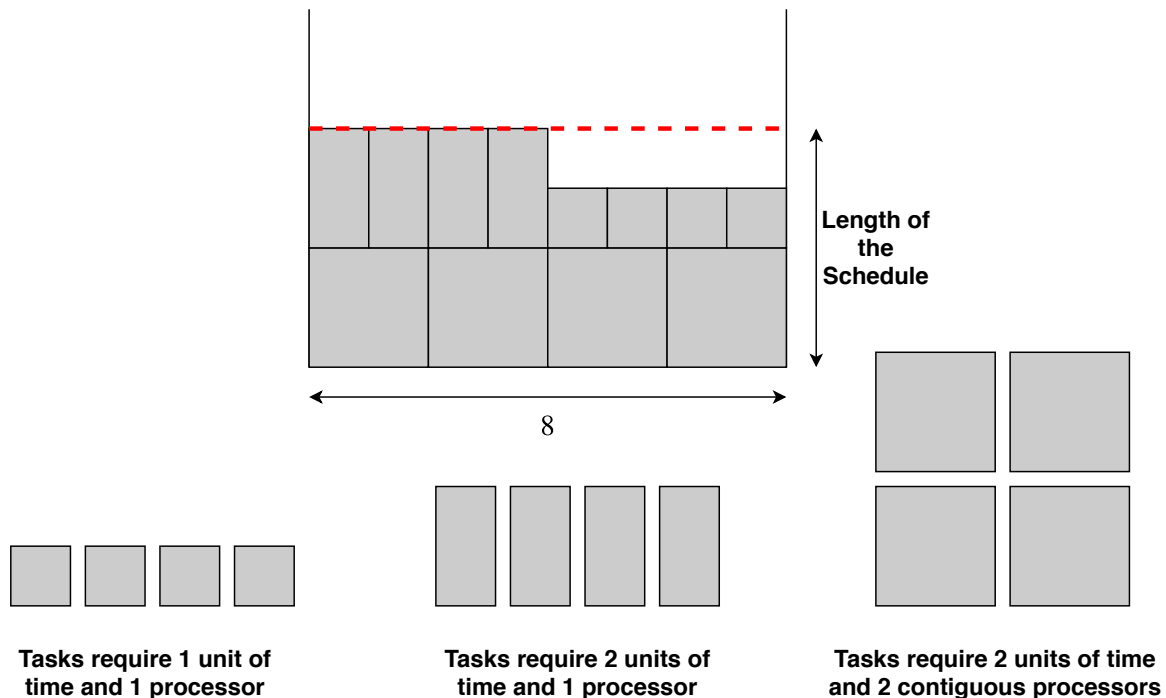 Length of
the
Schedule
8
Tasks require 1 unit of
time and 1 processor
Tasks require 2 units of
time and 1 processor
Tasks require 2 units of time
and 2 contiguous processors